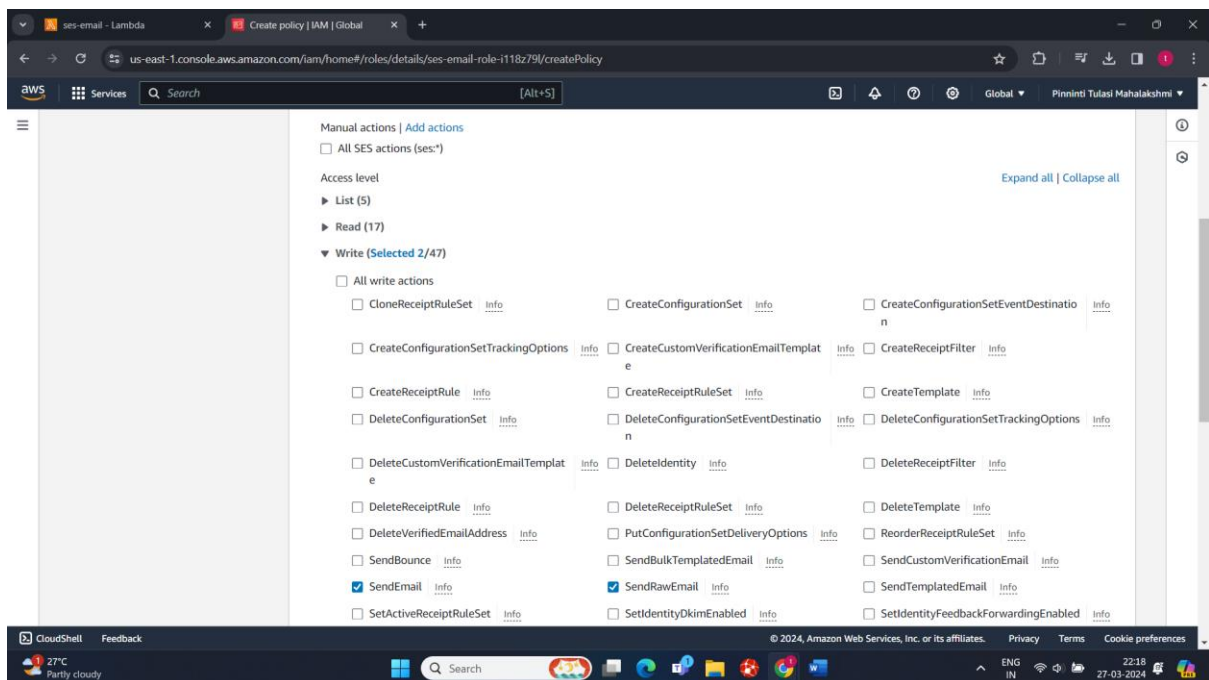 ses-email - Lambda
Create policy | IAM | Global
us-east-1.console.aws.amazon.com/iam/home#/roles/details/ses-email-role-i118z79l/createPolicy
aws Services Search [Alt+S] Global Pinninti Tulasi Mahalakshmi
Manual actions | Add actions
All SES actions (ses:*)
Access level Expand all | Collapse all
List (5)
Read (17)
Write (Selected 2/47)
All write actions
CloneReceiptRuleSet Info CreateConfigurationSet Info CreateConfigurationSetEventDestinatio Info
n
CreateConfigurationSetTrackingOptions Info CreateCustomVerificationEmailTemplat Info CreateReceiptFilter Info
e
CreateReceiptRule Info CreateReceiptRuleSet Info CreateTemplate Info
DeleteConfigurationSet Info DeleteConfigurationSetEventDestinatio Info DeleteConfigurationSetTrackingOptions Info
n
DeleteCustomVerificationEmailTemplat Info DeleteIdentity Info DeleteReceiptFilter Info
e
DeleteReceiptRule Info DeleteReceiptRuleSet Info DeleteTemplate Info
DeleteVerifiedEmailAddress Info PutConfigurationSetDeliveryOptions Info ReorderReceiptRuleSet Info
SendBounce Info SendBulkTemplatedEmail Info SendCustomVerificationEmail Info
SendEmail Info SendRawEmail Info SendTemplatedEmail Info
SetActiveReceiptRuleSet Info SetIdentityDkimEnabled Info SetIdentityFeedbackForwardingEnabled Info
CloudShell Feedback © 2024, Amazon Web Services, Inc. or its affiliates. Privacy Terms Cookie preferences
27°C
Partly cloudy
Search
ENG
IN
22:18
27-03-2024